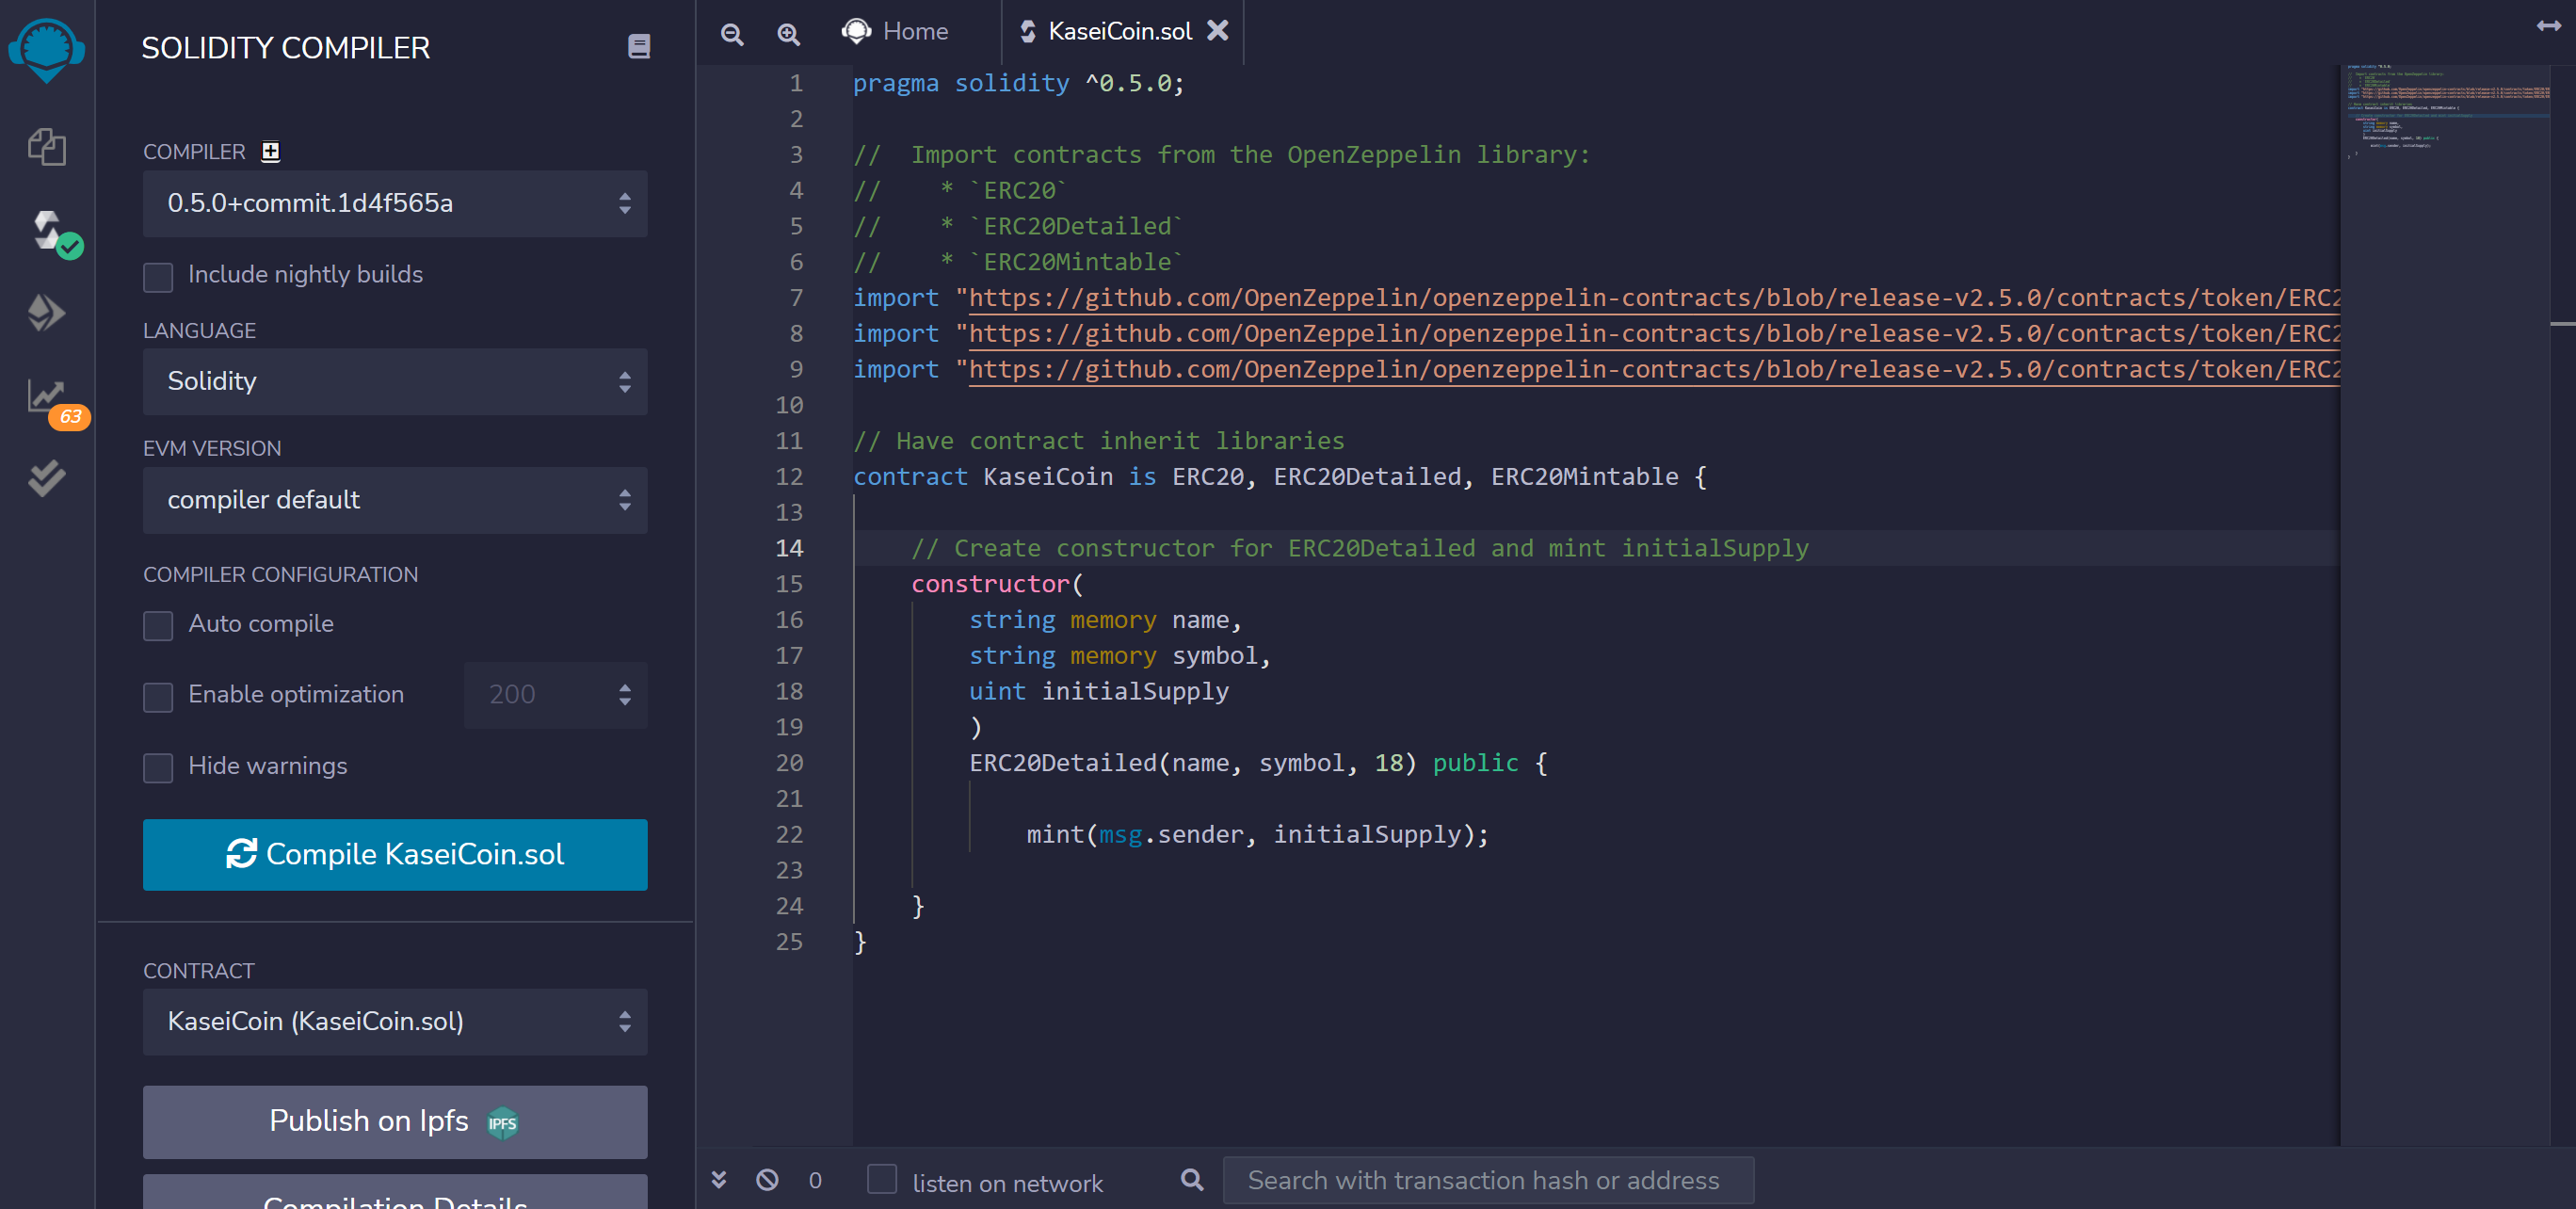 SOLIDITY COMPILER
COMPILER
0.5.0+commit.1d4f565a
Include nightly builds
LANGUAGE
Solidity
63
EVM VERSION
compiler default
COMPILER CONFIGURATION
Auto compile
Enable optimization 200
Hide warnings
Compile KaseiCoin.sol
CONTRACT
KaseiCoin (KaseiCoin.sol)
Publish on Ipfs IPFS
Compilation Details
Home KaseiCoin.sol
1 pragma solidity ^0.5.0;
2
3 //  Import contracts from the OpenZeppelin library:
4 //    * `ERC20`
5 //    * `ERC20Detailed`
6 //    * `ERC20Mintable`
7 import "https://github.com/OpenZeppelin/openzeppelin-contracts/blob/release-v2.5.0/contracts/token/ERC2
8 import "https://github.com/OpenZeppelin/openzeppelin-contracts/blob/release-v2.5.0/contracts/token/ERC2
9 import "https://github.com/OpenZeppelin/openzeppelin-contracts/blob/release-v2.5.0/contracts/token/ERC2
10
11 // Have contract inherit libraries
12 contract KaseiCoin is ERC20, ERC20Detailed, ERC20Mintable {
13
14     // Create constructor for ERC20Detailed and mint initialSupply
15     constructor(
16         string memory name,
17         string memory symbol,
18         uint initialSupply
19         )
20         ERC20Detailed(name, symbol, 18) public {
21
22             mint(msg.sender, initialSupply);
23
24     }
25 }
0 listen on network Search with transaction hash or address